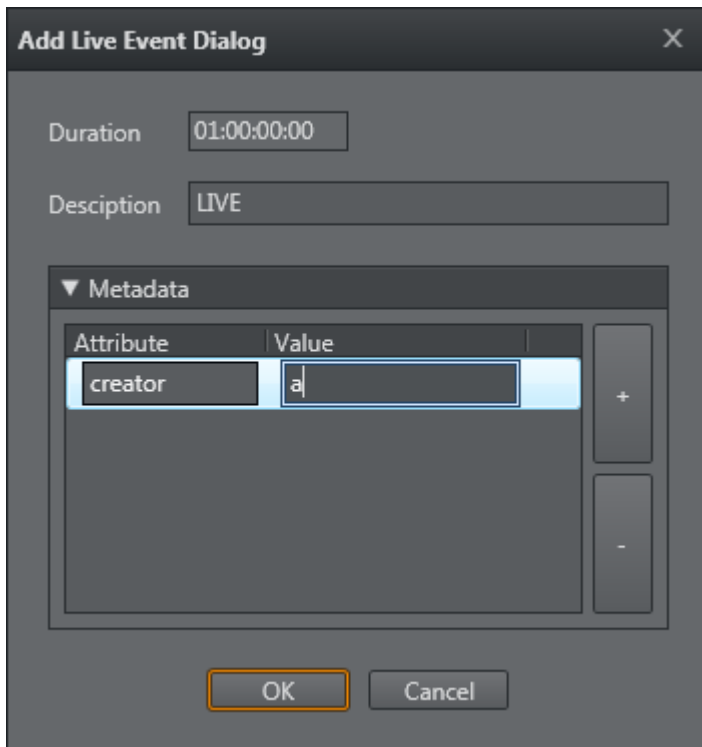 Add Live Event Dialog X
Duration 01:00:00:00
Desciption LIVE
▼ Metadata
Attribute Value
creator a
+
-
OK Cancel